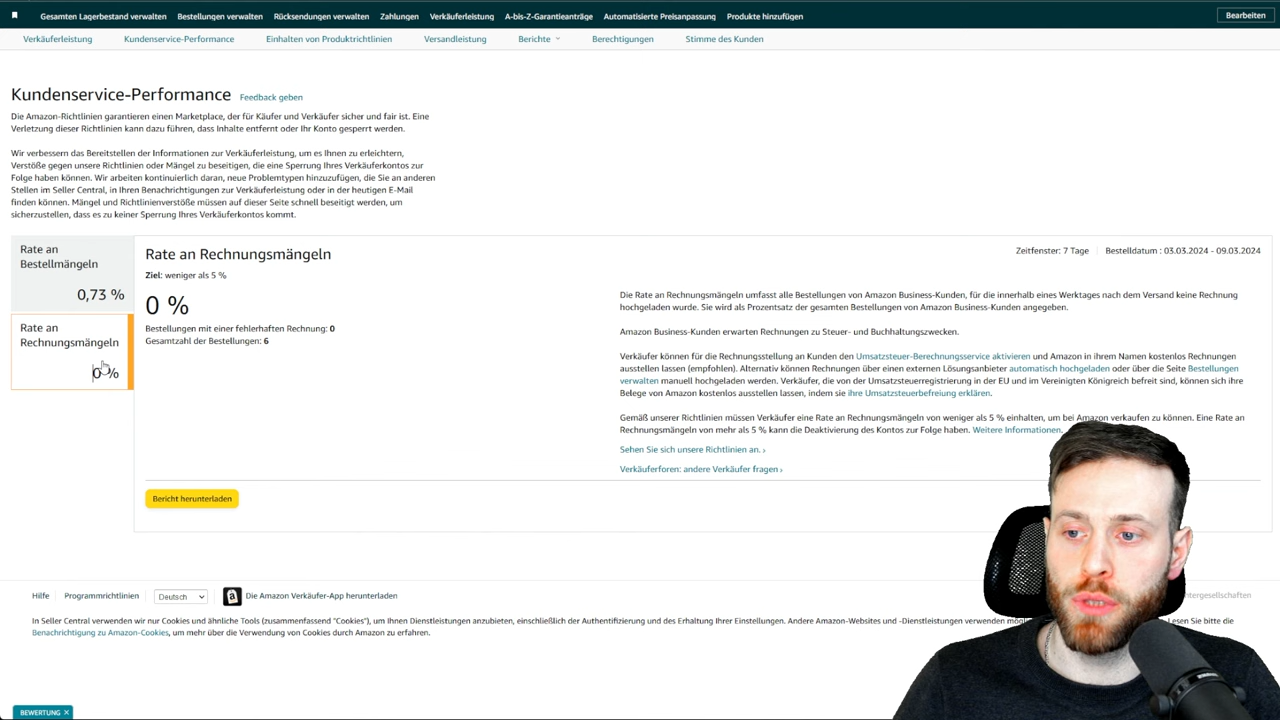 Gesamten Lagerbestand verwalten Bestellungen verwalten Rücksendungen verwalten Zahlungen Verkäuferleistung A-bis-Z-Garantieanträge Automatisierte Preisanpassung Produkte hinzufügen Bearbeiten
Verkäuferleistung Kundenservice-Performance Einhalten von Produktrichtlinien Versandleistung Berichte Berechtigungen Stimme des Kunden
Kundenservice-Performance Feedback geben
Die Amazon-Richtlinien garantieren einen Marketplace, der für Käufer und Verkäufer sicher und fair ist. Eine
Verletzung dieser Richtlinien kann dazu führen, dass Inhalte entfernt oder Ihr Konto gesperrt werden.
Wir verbessern das Bereitstellen der Informationen zur Verkäuferleistung, um es Ihnen zu erleichtern,
Verstöße gegen unsere Richtlinien oder Mängel zu beseitigen, die eine Sperrung Ihres Verkäuferkontos zur
Folge haben können. Wir arbeiten kontinuierlich daran, neue Problemtypen hinzuzufügen, die Sie an anderen
Stellen im Seller Central, in Ihren Benachrichtigungen zur Verkäuferleistung oder in der heutigen E-Mail
finden können. Mängel und Richtlinienverstöße müssen auf dieser Seite schnell beseitigt werden, um
sicherzustellen, dass es zu keiner Sperrung Ihres Verkäuferkontos kommt.
Rate an
Bestellmängeln
0,73 %
Rate an
Rechnungsmängeln
0 %
Rate an Rechnungsmängeln
Zeitfenster: 7 Tage Bestelldatum : 03.03.2024 - 09.03.2024
Ziel: weniger als 5 %
0 %
Bestellungen mit einer fehlerhaften Rechnung: 0
Gesamtzahl der Bestellungen: 6
Die Rate an Rechnungsmängeln umfasst alle Bestellungen von Amazon Business-Kunden, für die innerhalb eines Werktages nach dem Versand keine Rechnung
hochgeladen wurde. Sie wird als Prozentsatz der gesamten Bestellungen von Amazon Business-Kunden angegeben.
Amazon Business-Kunden erwarten Rechnungen zu Steuer- und Buchhaltungszwecken.
Verkäufer können für die Rechnungsstellung an Kunden den Umsatzsteuer-Berechnungsservice aktivieren und Amazon in ihrem Namen kostenlos Rechnungen
ausstellen lassen (empfohlen). Alternativ können Rechnungen über einen externen Lösungsanbieter automatisch hochgeladen oder über die Seite Bestellungen
verwalten manuell hochgeladen werden. Verkäufer, die von der Umsatzsteuerregistrierung in der EU und im Vereinigten Königreich befreit sind, können sich ihre
Belege von Amazon kostenlos ausstellen lassen, indem sie ihre Umsatzsteuerbefreiung erklären.
Gemäß unserer Richtlinien müssen Verkäufer eine Rate an Rechnungsmängeln von weniger als 5 % einhalten, um bei Amazon verkaufen zu können. Eine Rate an
Rechnungsmängeln von mehr als 5 % kann die Deaktivierung des Kontos zur Folge haben. Weitere Informationen.
Sehen Sie sich unsere Richtlinien an. ›
Verkäuferforen: andere Verkäufer fragen ›
Bericht herunterladen
Hilfe Programmrichtlinien Deutsch Die Amazon Verkäufer-App herunterladen
In Seller Central verwenden wir nur Cookies und ähnliche Tools (zusammenfassend "Cookies"), um Ihnen Dienstleistungen anzubieten, einschließlich der Authentifizierung und des Erhaltung Ihrer Einstellungen. Andere Amazon-Websites und -Dienstleistungen verwenden Lesen Sie bitte die
Benachrichtigung zu Amazon-Cookies, um mehr über die Verwendung von Cookies durch Amazon zu erfahren.
BEWERTUNG ×